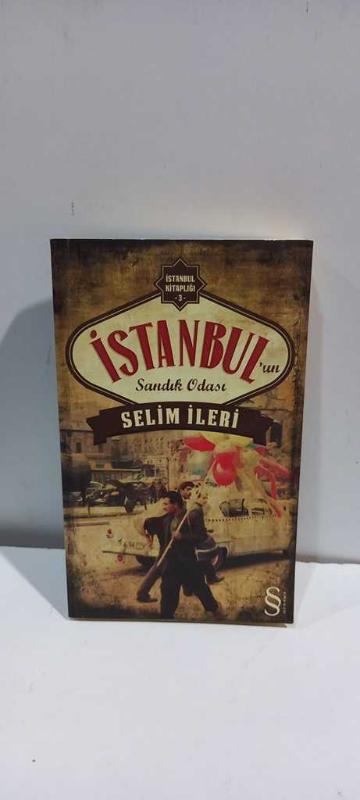 İSTANBUL
KİTAPLIĞI
-3-
İSTANBUL'un
Sandık Odası
SELİM İLERİ